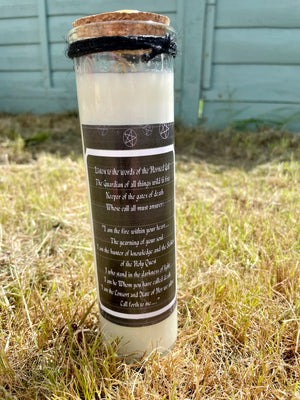 Listen to the words of the Horned God
The Guardian of all things wild & free
Keeper of the gates of death
Whose call all must answer:
"I am the fire within your heart...
The yearning of your soul.
I am the hunter of knowledge and the
of the Holy Quest
I who stand in the darkness of light
I am he Whom you have called death.
I am the Consort and Mate of Her we adore
Call forth to me...."